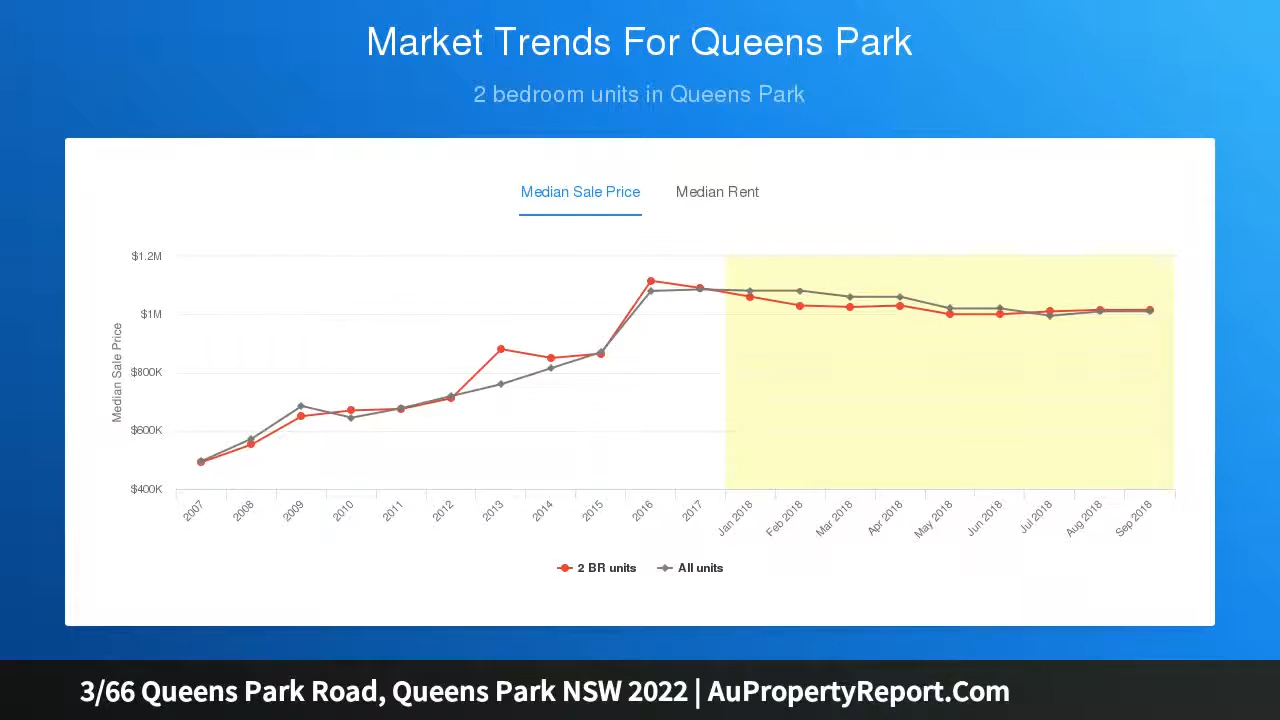 Market Trends For Queens Park
2 bedroom units in Queens Park
Median Sale Price Median Rent
$1.2M
$1M
$800K
$600K
$400K
Median Sale Price
2007 2008 2009 2010 2011 2012 2013 2014 2015 2016 2017 Jan 2018 Feb 2018 Mar 2018 Apr 2018 May 2018 Jun 2018 Jul 2018 Aug 2018 Sep 2018
2 BR units All units
3/66 Queens Park Road, Queens Park NSW 2022 | AuPropertyReport.Com